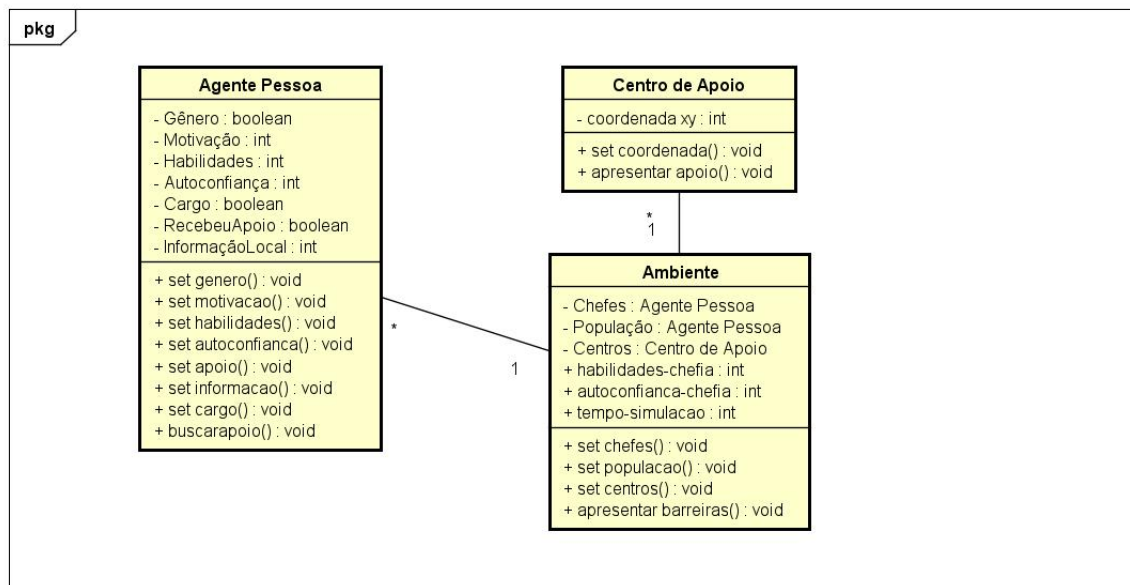 pkg
Agente Pessoa
- Gênero : boolean
- Motivação : int
- Habilidades : int
- Autoconfiança : int
- Cargo : boolean
- RecebeuApoio : boolean
- InformaçãoLocal : int
+ set genero() : void
+ set motivacao() : void
+ set habilidades() : void
+ set autoconfianca() : void
+ set apoio() : void
+ set informacao() : void
+ set cargo() : void
+ buscarapoio() : void
*
1
Centro de Apoio
- coordenada xy : int
+ set coordenada() : void
+ apresentar apoio() : void
*
1
Ambiente
- Chefes : Agente Pessoa
- População : Agente Pessoa
- Centros : Centro de Apoio
+ habilidades-chefia : int
+ autoconfianca-chefia : int
+ tempo-simulacao : int
+ set chefes() : void
+ set populacao() : void
+ set centros() : void
+ apresentar barreiras() : void